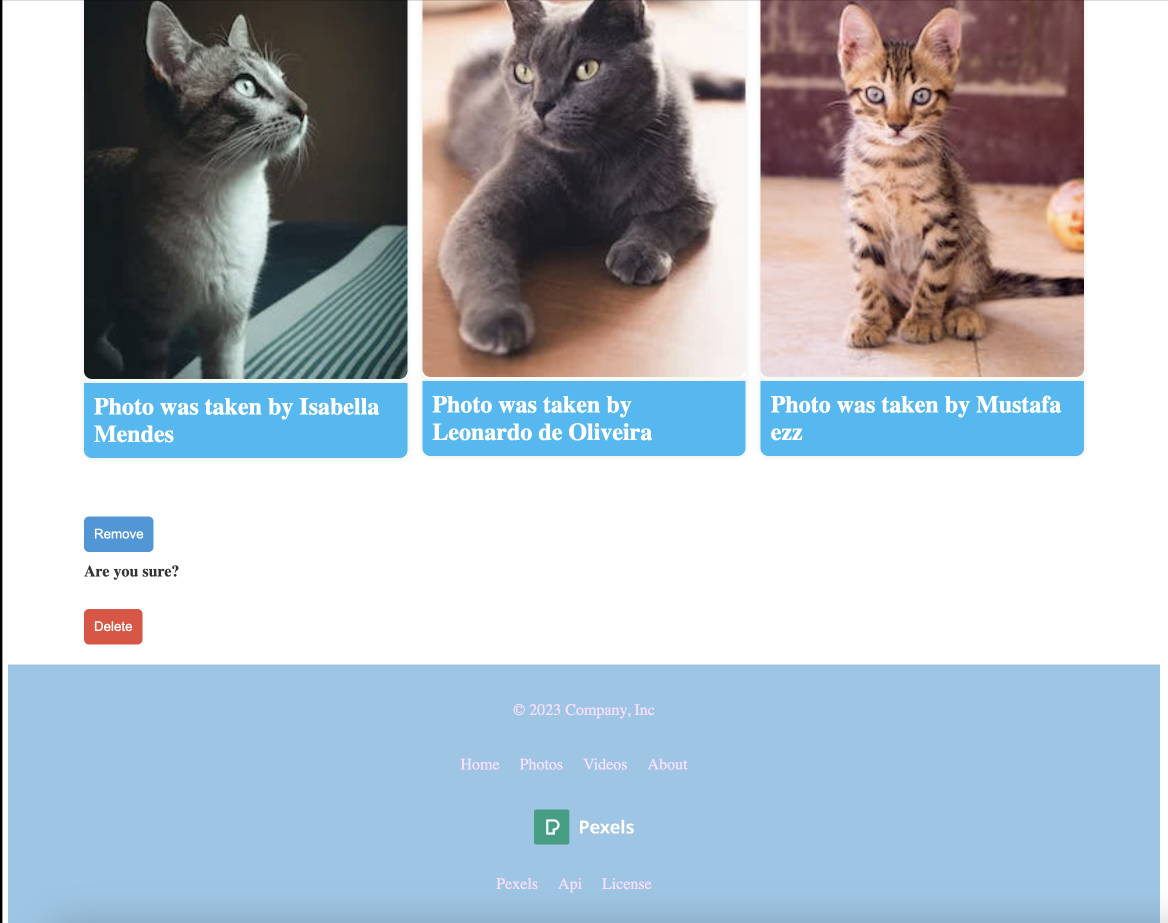 Photo was taken by Isabella
Mendes
Photo was taken by
Leonardo de Oliveira
Photo was taken by Mustafa
ezz
Remove
Are you sure?
Delete
© 2023 Company, Inc
Home Photos Videos About
Pexels
Pexels Api License